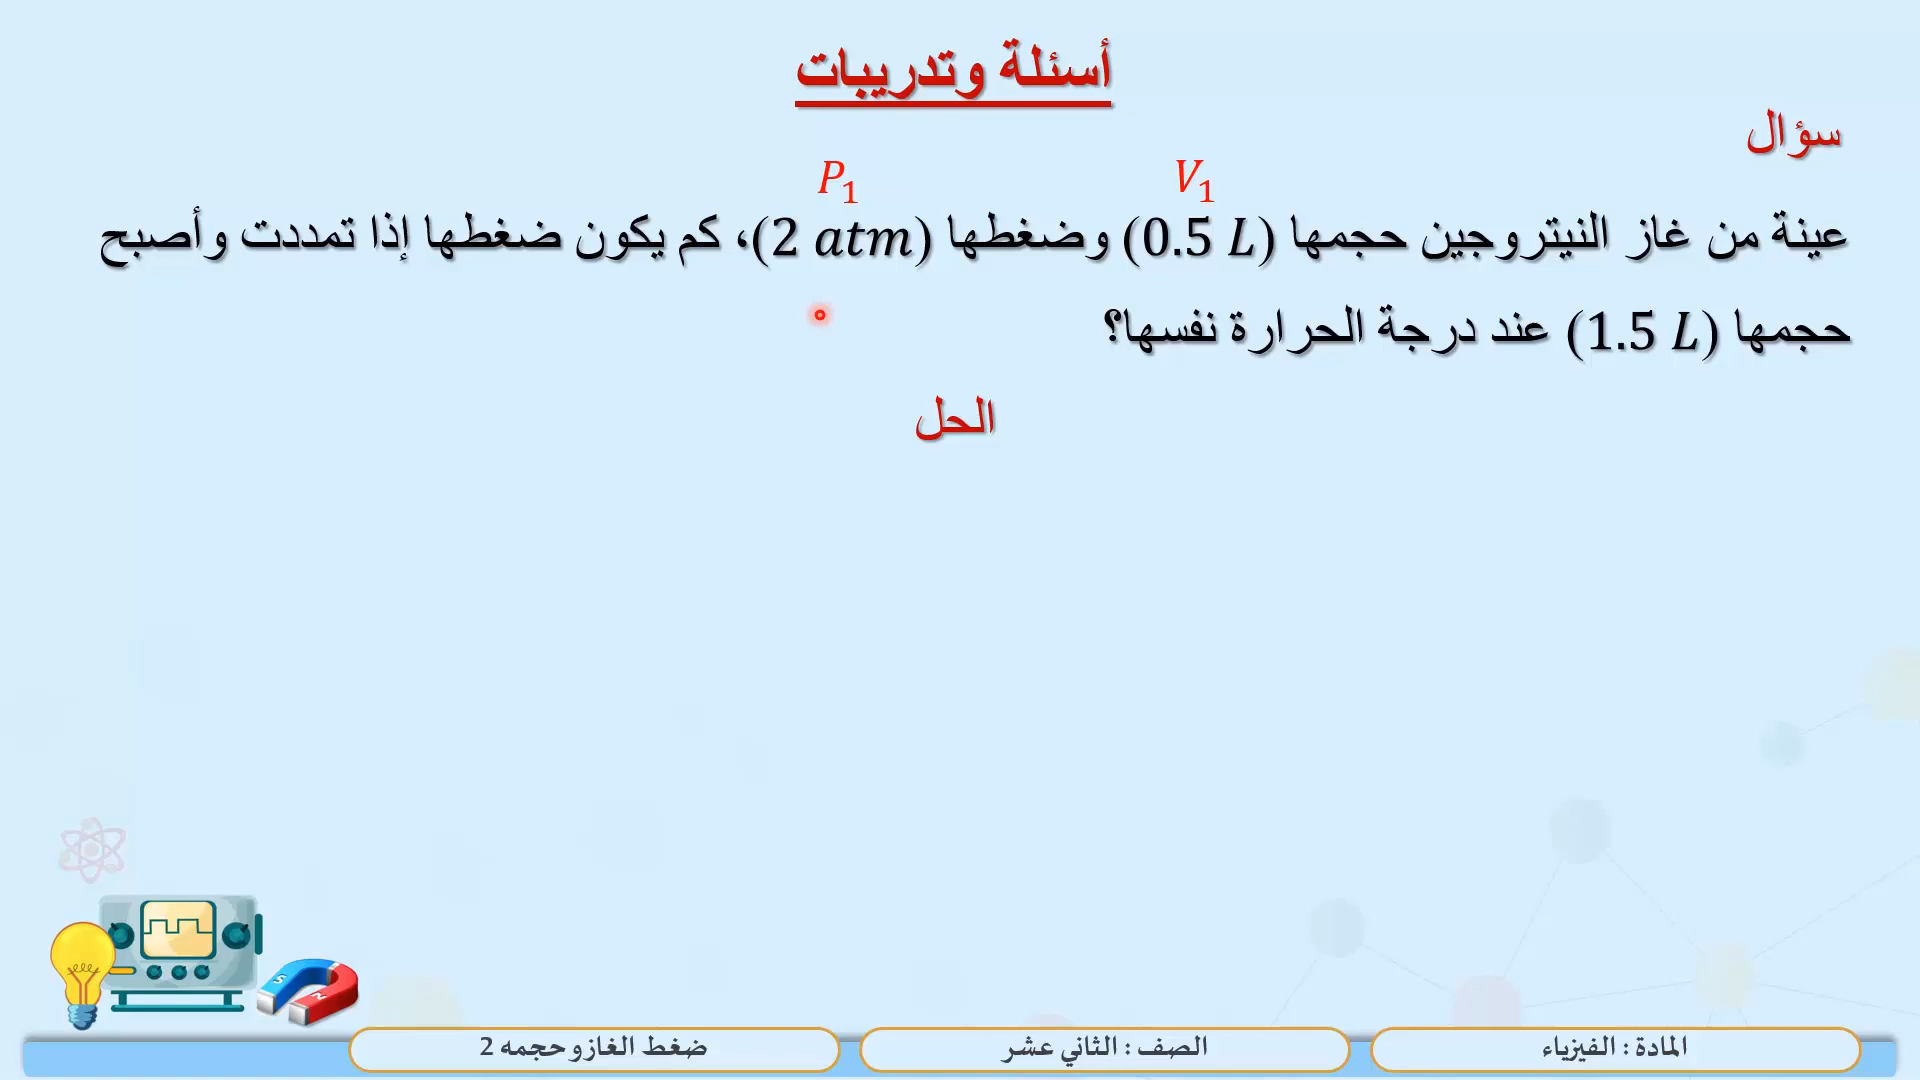 أسئلة وتدريبات
سؤال
V₁ P₁
عينة من غاز النيتروجين حجمها (0.5 L) وضغطها (2 atm)، كم يكون ضغطها إذا تمددت وأصبح
حجمها (1.5 L) عند درجة الحرارة نفسها؟
الحل
S N
المادة : الفيزياء
الصف : الثاني عشر
ضغط الغاز وحجمه 2